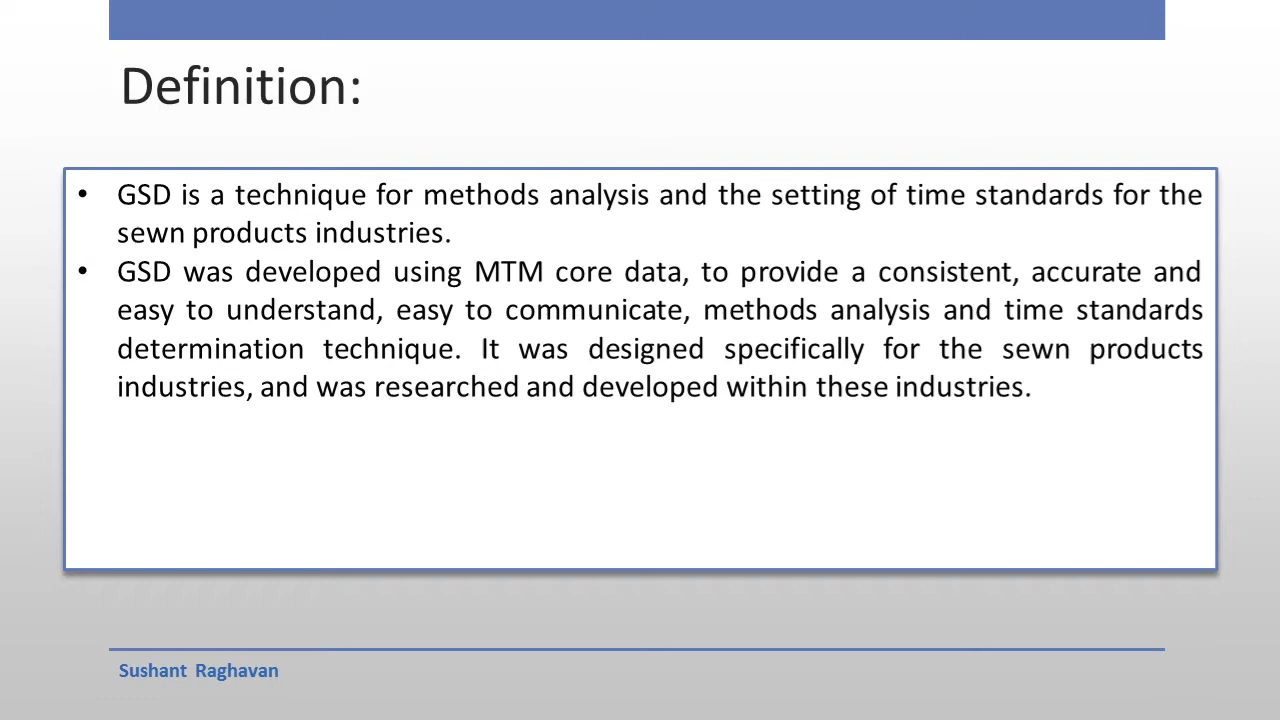 Definition:
• GSD is a technique for methods analysis and the setting of time standards for the
sewn products industries.
• GSD was developed using MTM core data, to provide a consistent, accurate and
easy to understand, easy to communicate, methods analysis and time standards
determination technique. It was designed specifically for the sewn products
industries, and was researched and developed within these industries.
Sushant Raghavan